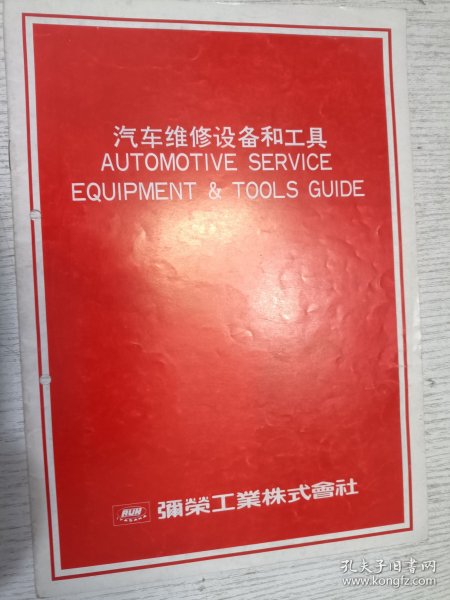 汽车维修设备和工具
AUTOMOTIVE SERVICE
EQUIPMENT & TOOLS GUIDE
RUN
彌榮工業株式會社
孔夫子旧书网
www.kongfz.com